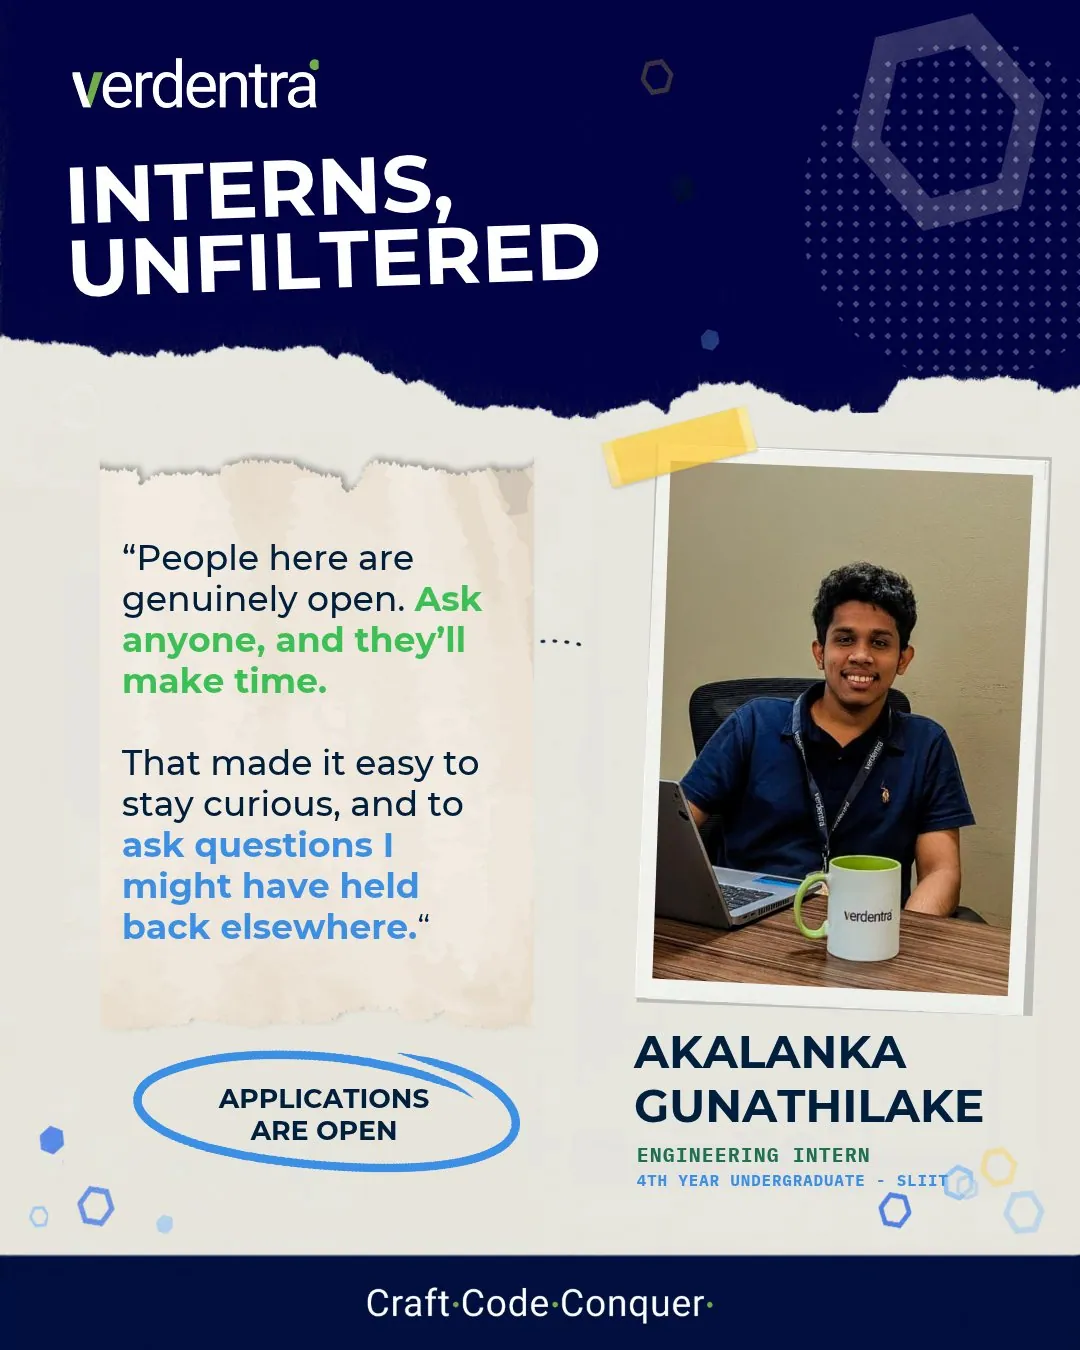 verdentra
INTERNS,
UNFILTERED
“People here are
genuinely open. Ask
anyone, and they’ll
make time.
That made it easy to
stay curious, and to
ask questions I
might have held
back elsewhere.“
verdentra
verdentra
verdentra
AKALANKA
GUNATHILAKE
ENGINEERING INTERN
4TH YEAR UNDERGRADUATE - SLIIT
APPLICATIONS
ARE OPEN
Craft·Code·Conquer·